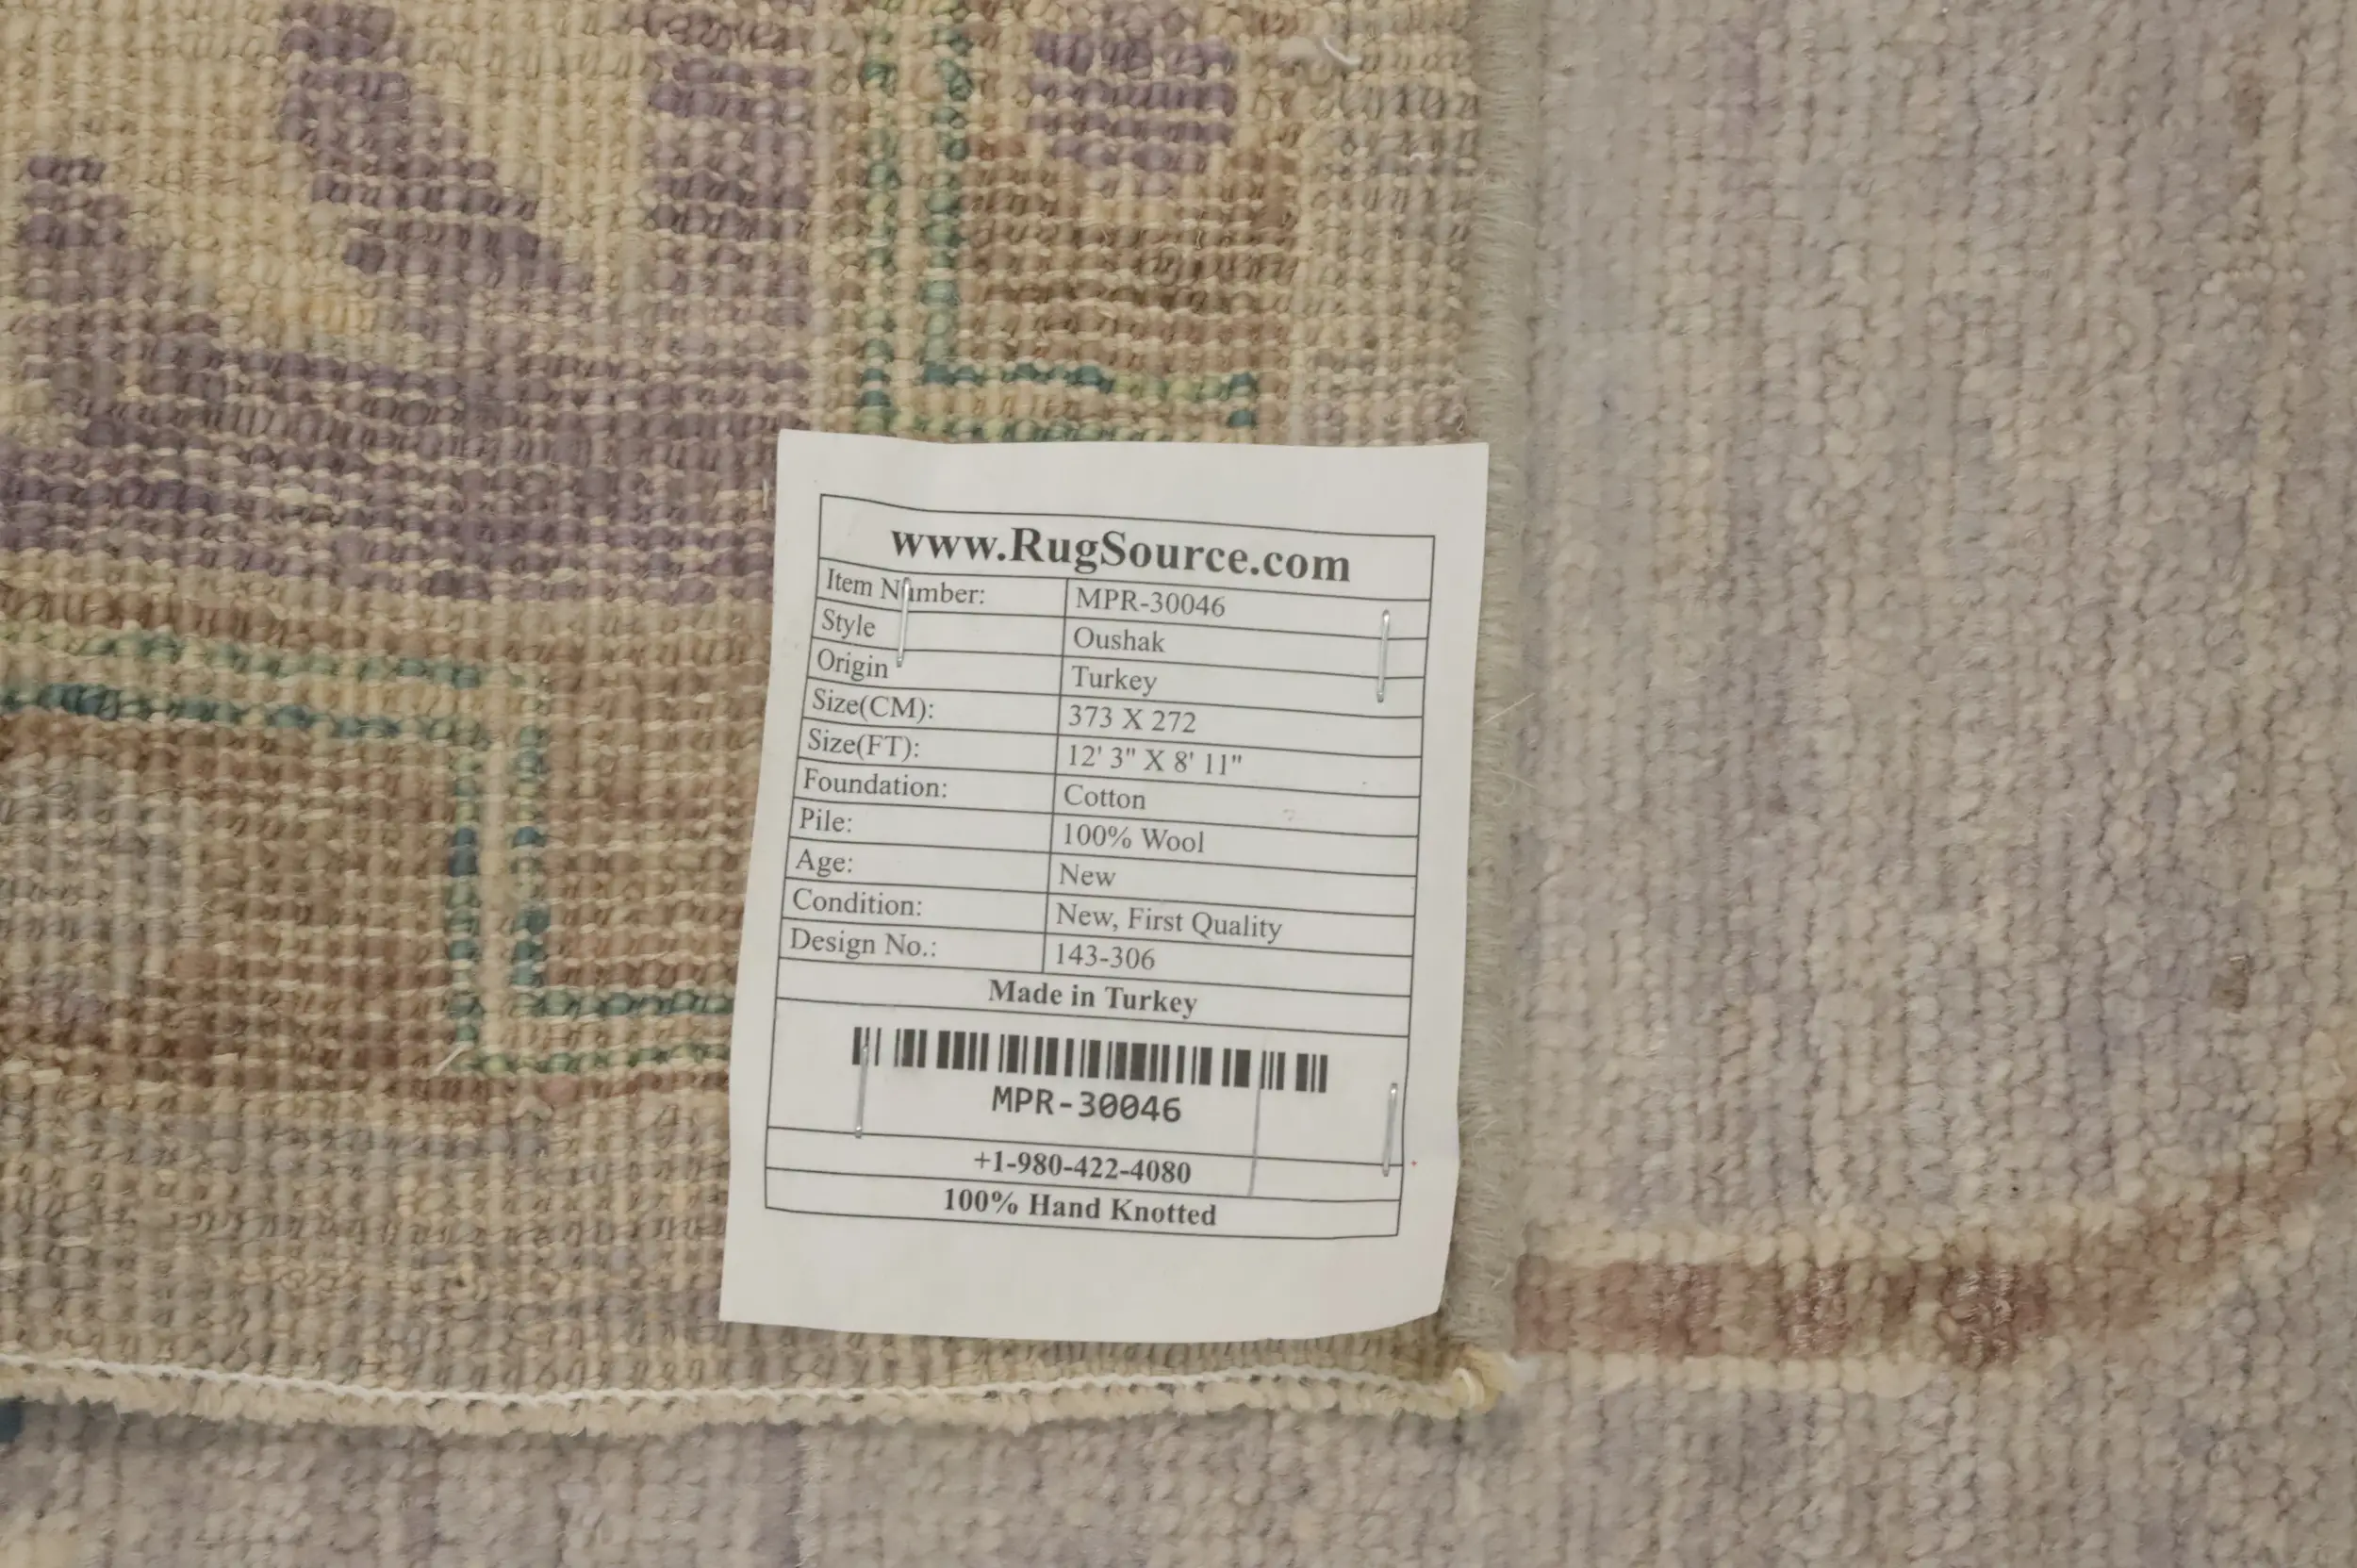 www.RugSource.com
Item Number: MPR-30046
Style Oushak
Origin Turkey
Size(CM): 373 X 272
Size(FT): 12' 3" X 8' 11"
Foundation: Cotton
Pile: 100% Wool
Age: New
Condition: New, First Quality
Design No.: 143-306
Made in Turkey
MPR-30046
+1-980-422-4080
100% Hand Knotted